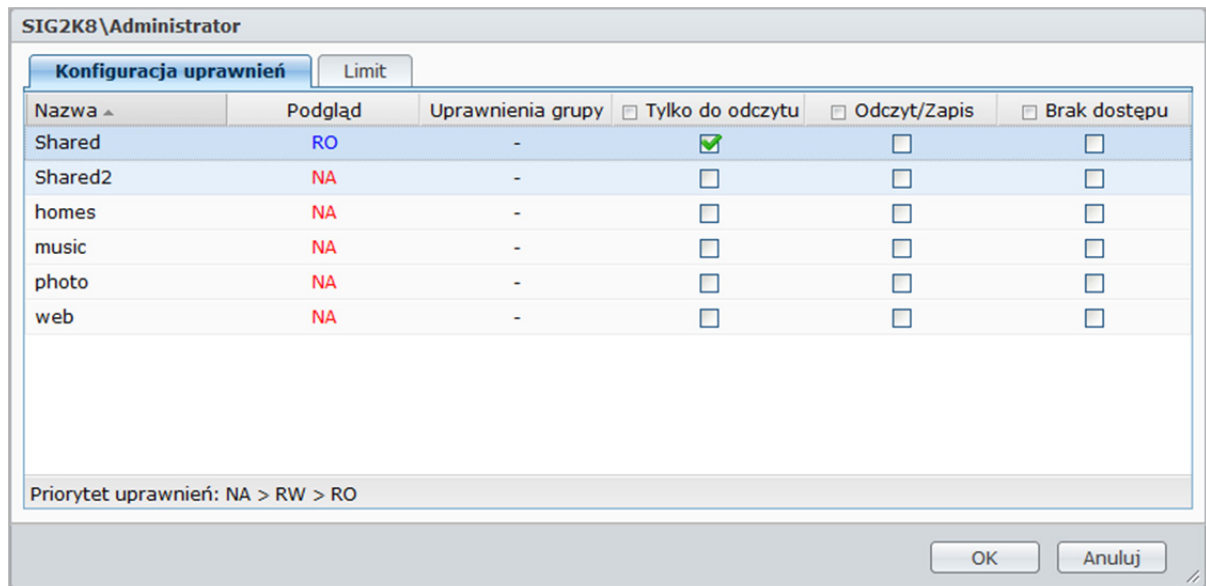 SIG2K8\Administrator
Konfiguracja uprawnień Limit
Nazwa Podgląd Uprawnienia grupy Tylko do odczytu Odczyt/Zapis Brak dostępu
Shared RO -
Shared2 NA -
homes NA -
music NA -
photo NA -
web NA -
Priorytet uprawnień: NA > RW > RO
OK Anuluj